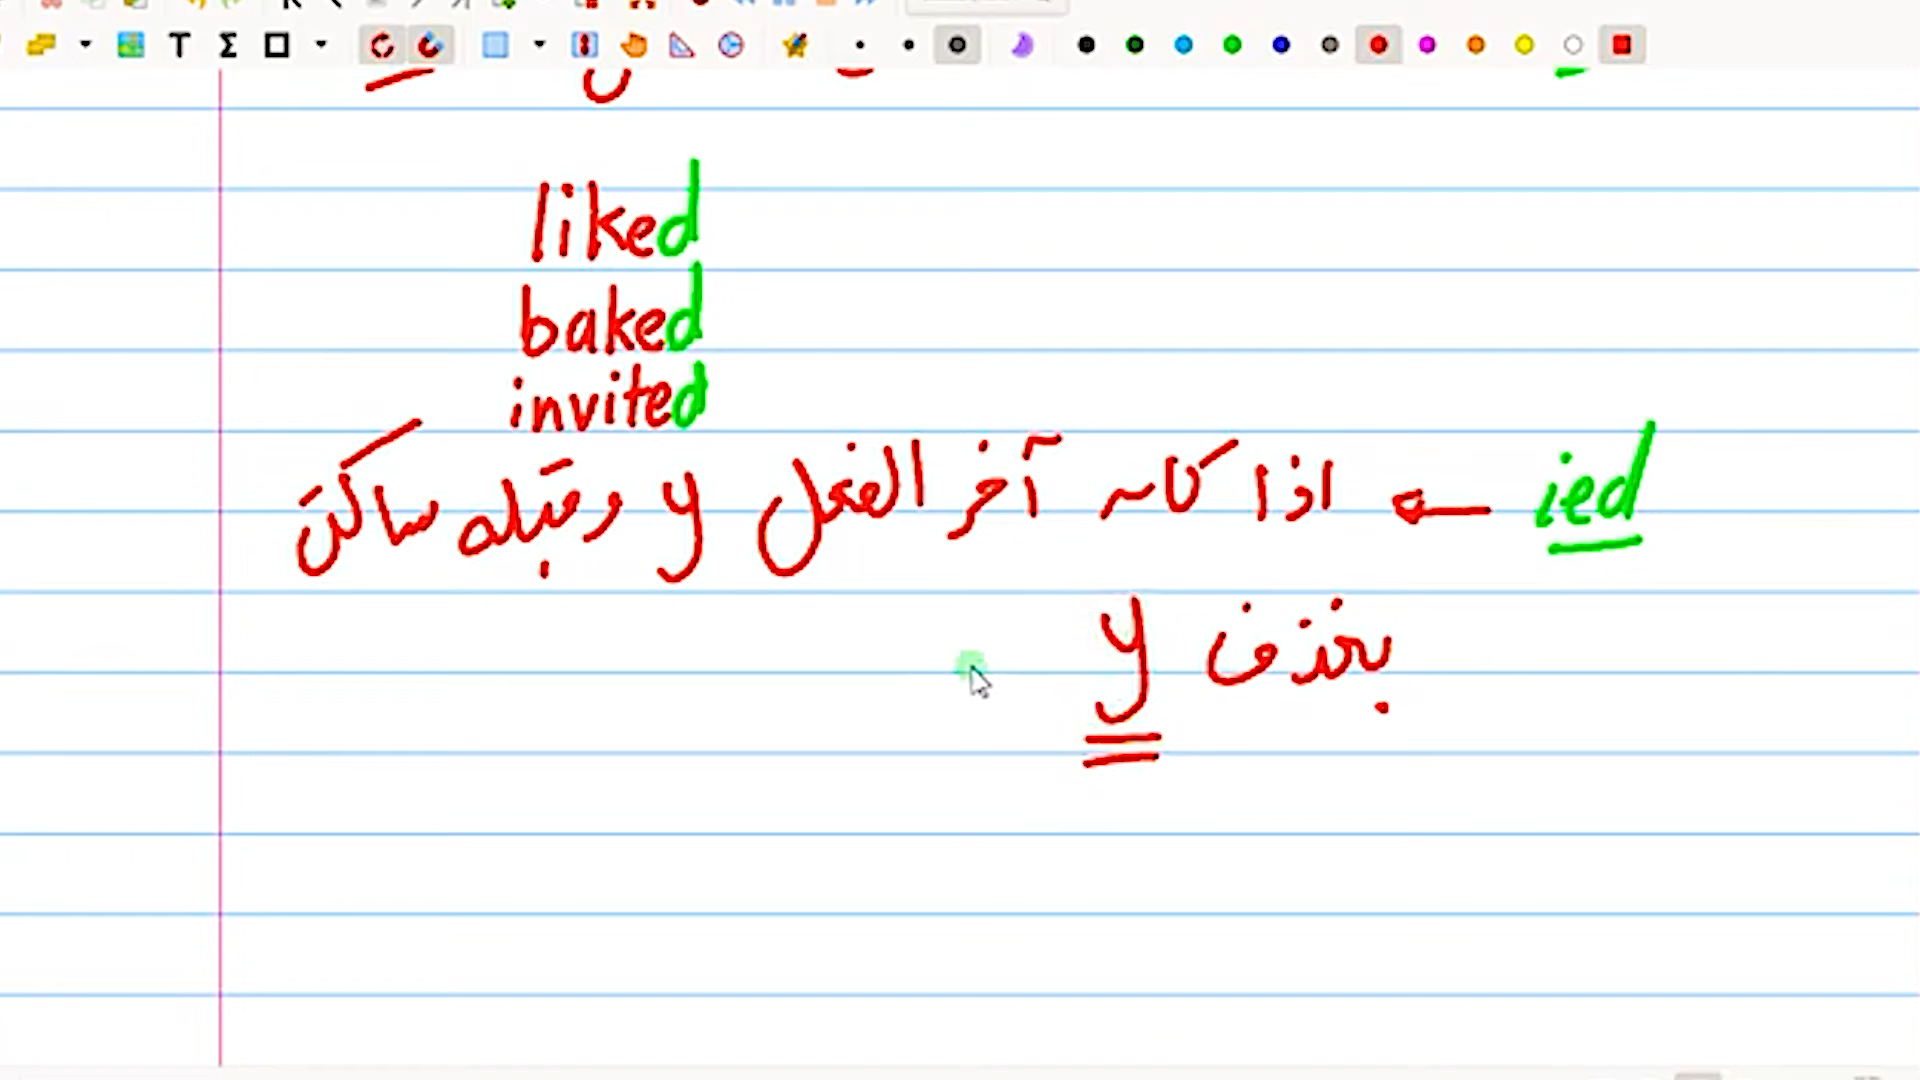 liked
baked
invited
ied ← اذا كان آخر الفعل y وقبله ساكن
بحذف y